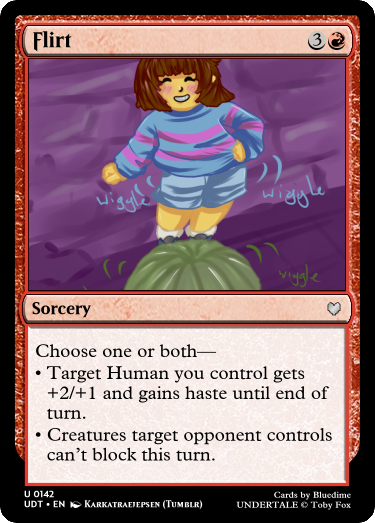 Flirt 3
wiggle wiggle
wiggle
Sorcery
Choose one or both—
• Target Human you control gets
+2/+1 and gains haste until end of
turn.
• Creatures target opponent controls
can't block this turn.
U 0142
UDT • EN Karkatraejepsen (Tumblr)
Cards by Bluedime
UNDERTALE © Toby Fox